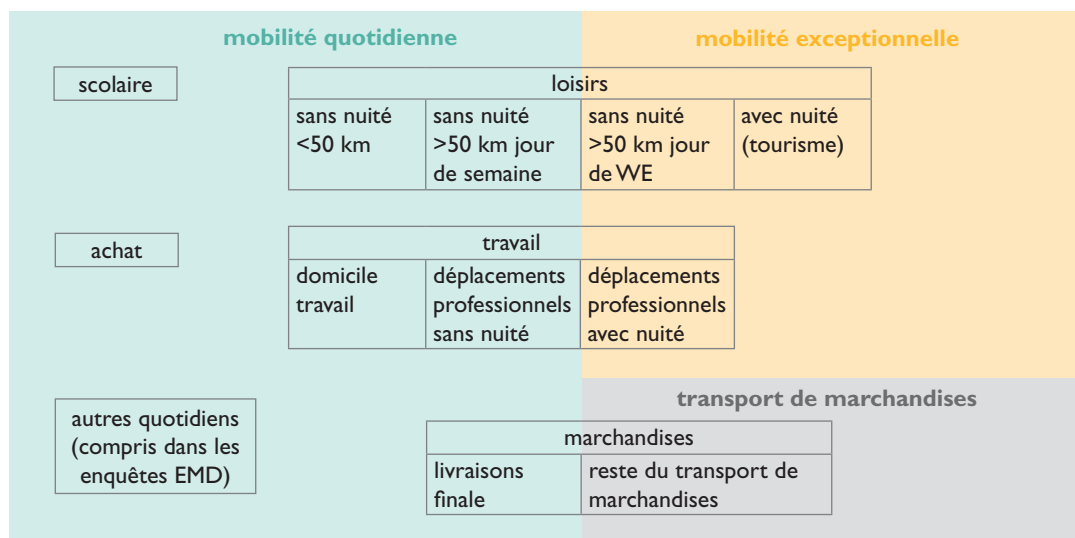 mobilité quotidienne
mobilité exceptionnelle
scolaire
loisirs
sans nuité
<50 km
sans nuité
>50 km jour
de semaine
sans nuité
>50 km jour
de WE
avec nuité
(tourisme)
achat
travail
domicile
travail
déplacements
professionnels
sans nuité
déplacements
professionnels
avec nuité
autres quotidiens
(compris dans les
enquêtes EMD)
transport de marchandises
marchandises
livraisons
finale
reste du transport de
marchandises